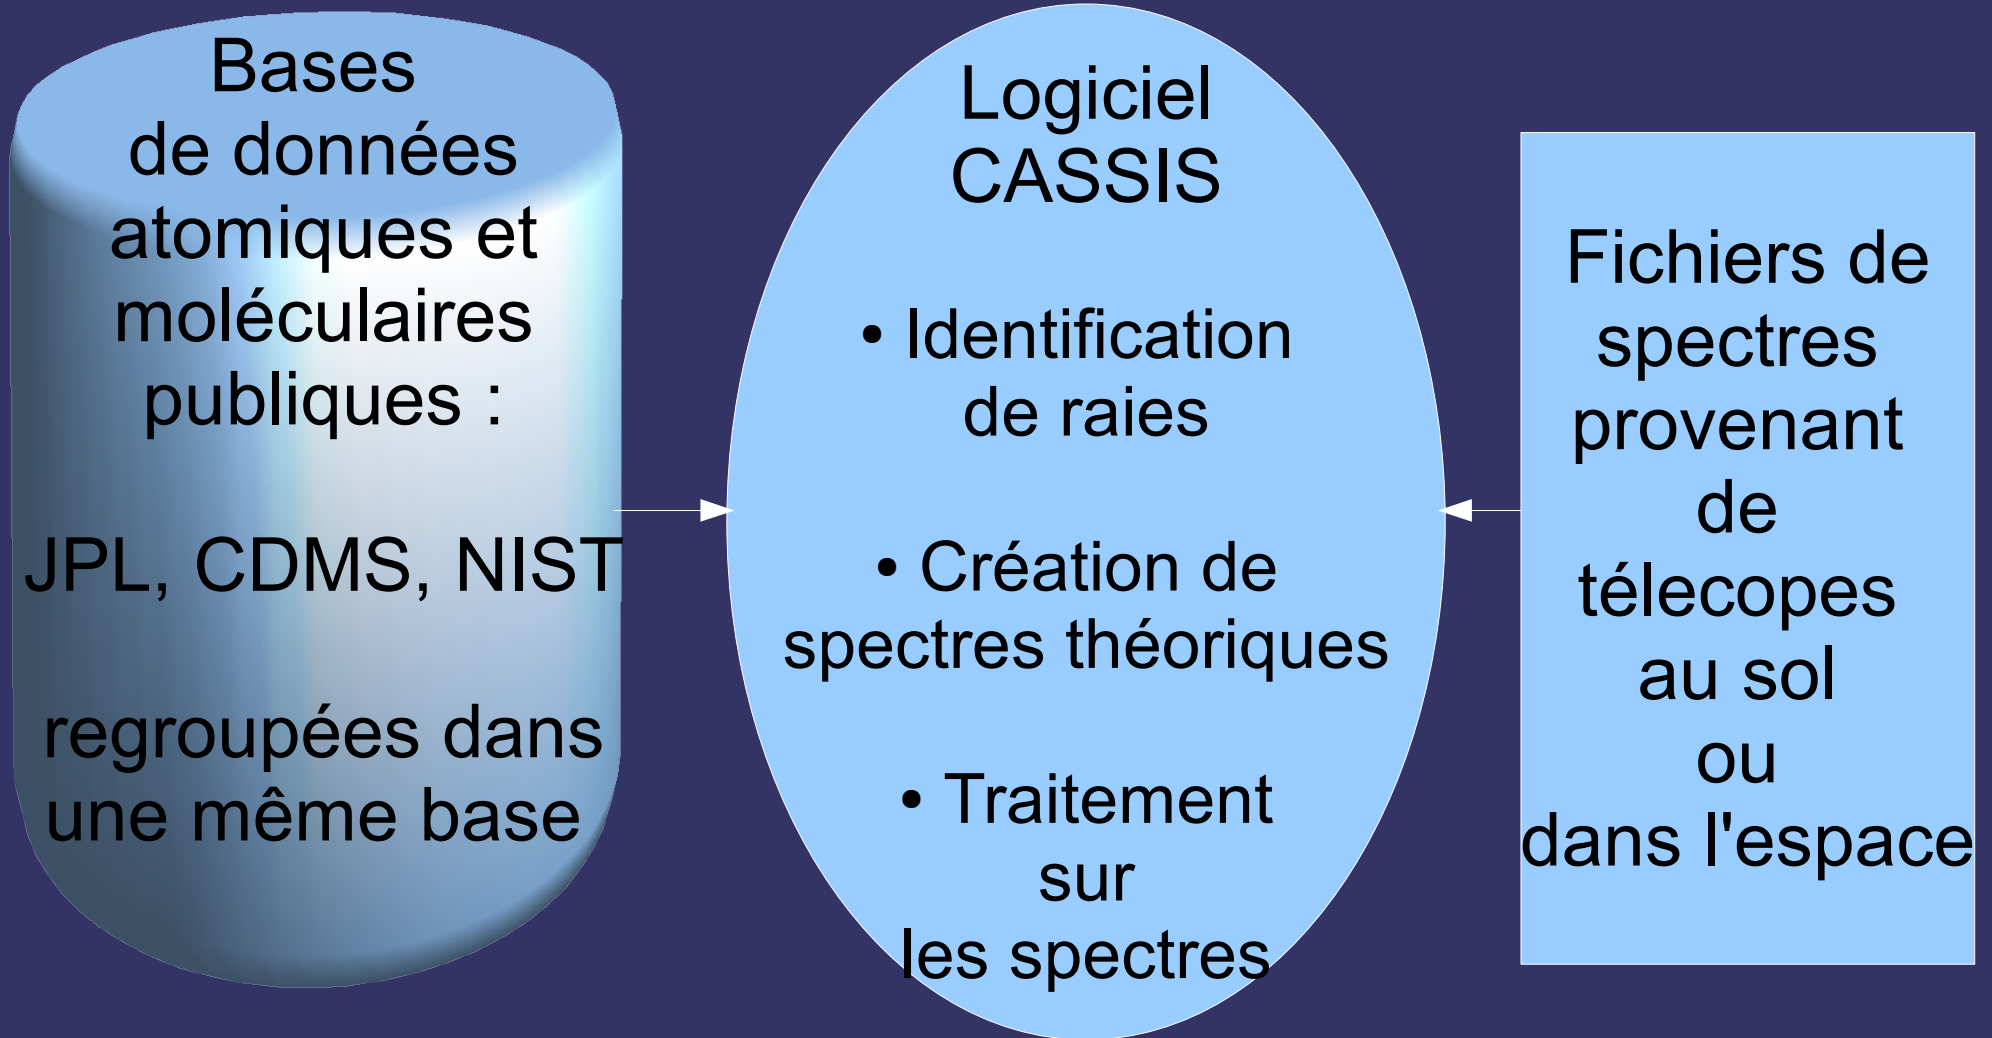 Bases
de données
atomiques et
moléculaires
publiques :
JPL, CDMS, NIST
regroupées dans
une même base
Logiciel
CASSIS
• Identification
de raies
• Création de
spectres théoriques
• Traitement
sur
les spectres
Fichiers de
spectres
provenant
de
télecopes
au sol
ou
dans l'espace